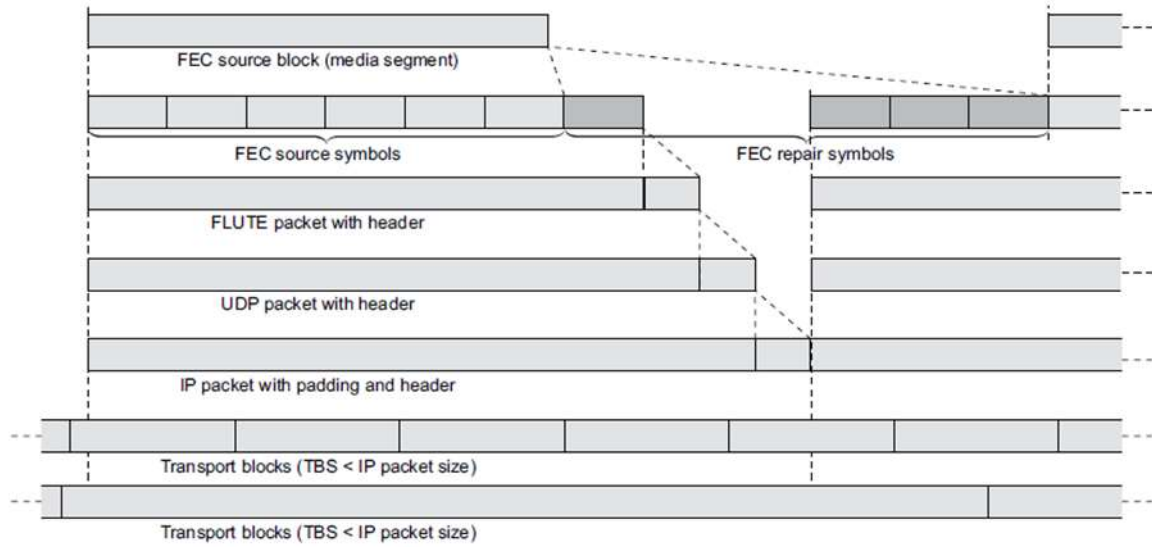 FEC source block (media segment)
FEC source symbols
FEC repair symbols
FLUTE packet with header
UDP packet with header
IP packet with padding and header
Transport blocks (TBS < IP packet size)
Transport blocks (TBS < IP packet size)